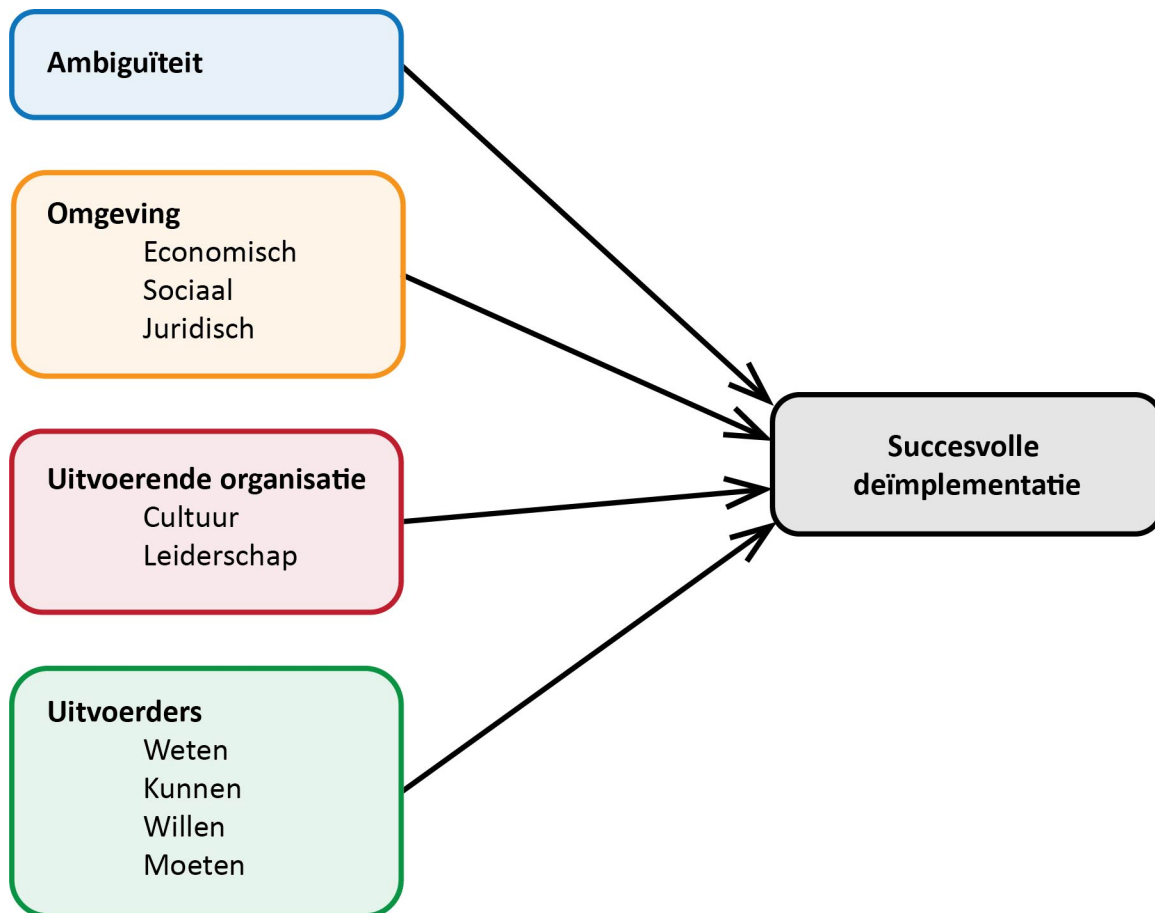 Ambiguïteit
Omgeving
Economisch
Sociaal
Juridisch
Uitvoerende organisatie
Cultuur
Leiderschap
Uitvoerders
Weten
Kunnen
Willen
Moeten
Succesvolle
deïmplementatie